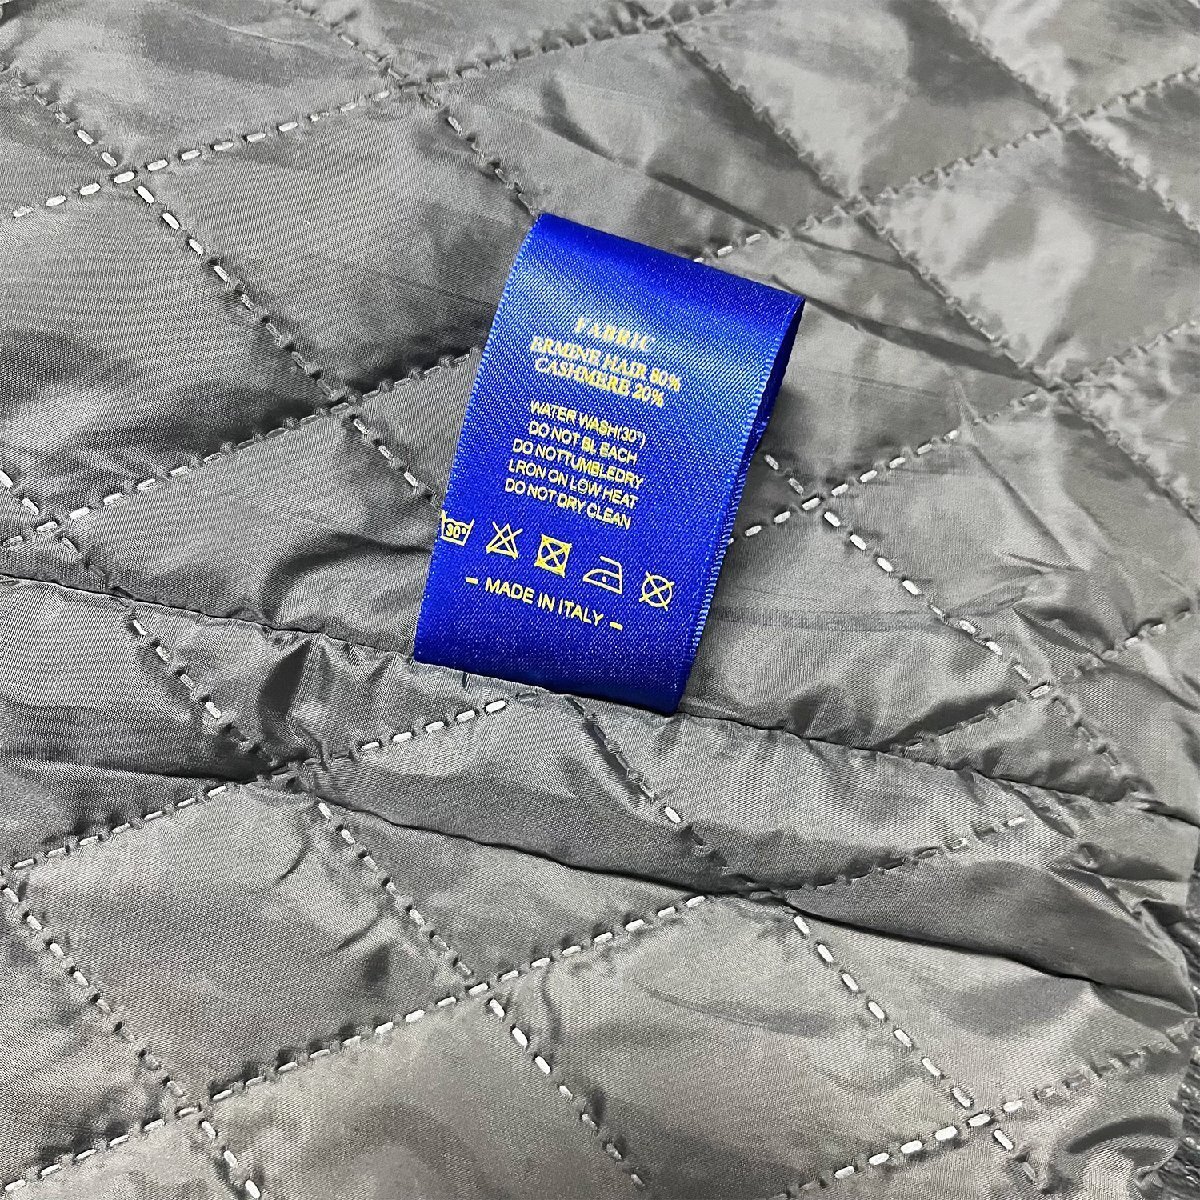 FABRIC
ERMINE HAIR 80%
CASHMERE 20%
WATER WASH(30°)
DO NOT BL EACH
DO NOTTUMBLEDRY
LRON ON LOW HEAT
DO NOT DRY CLEAN
30°
- MADE IN ITALY -